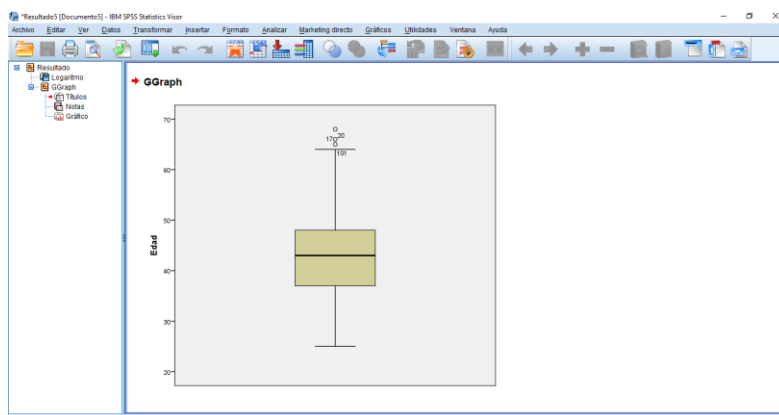 *Resultado5 [Documento5] - IBM SPSS Statistics Visor
Archivo Editar Ver Datos Transformar Insertar Formato Analizar Marketing directo Gráficos Utilidades Ventana Ayuda
Resultado
Logaritmo
GGraph
Títulos
Notas
Gráfico
GGraph
70
60
50
40
30
20
Edad
20
17
101